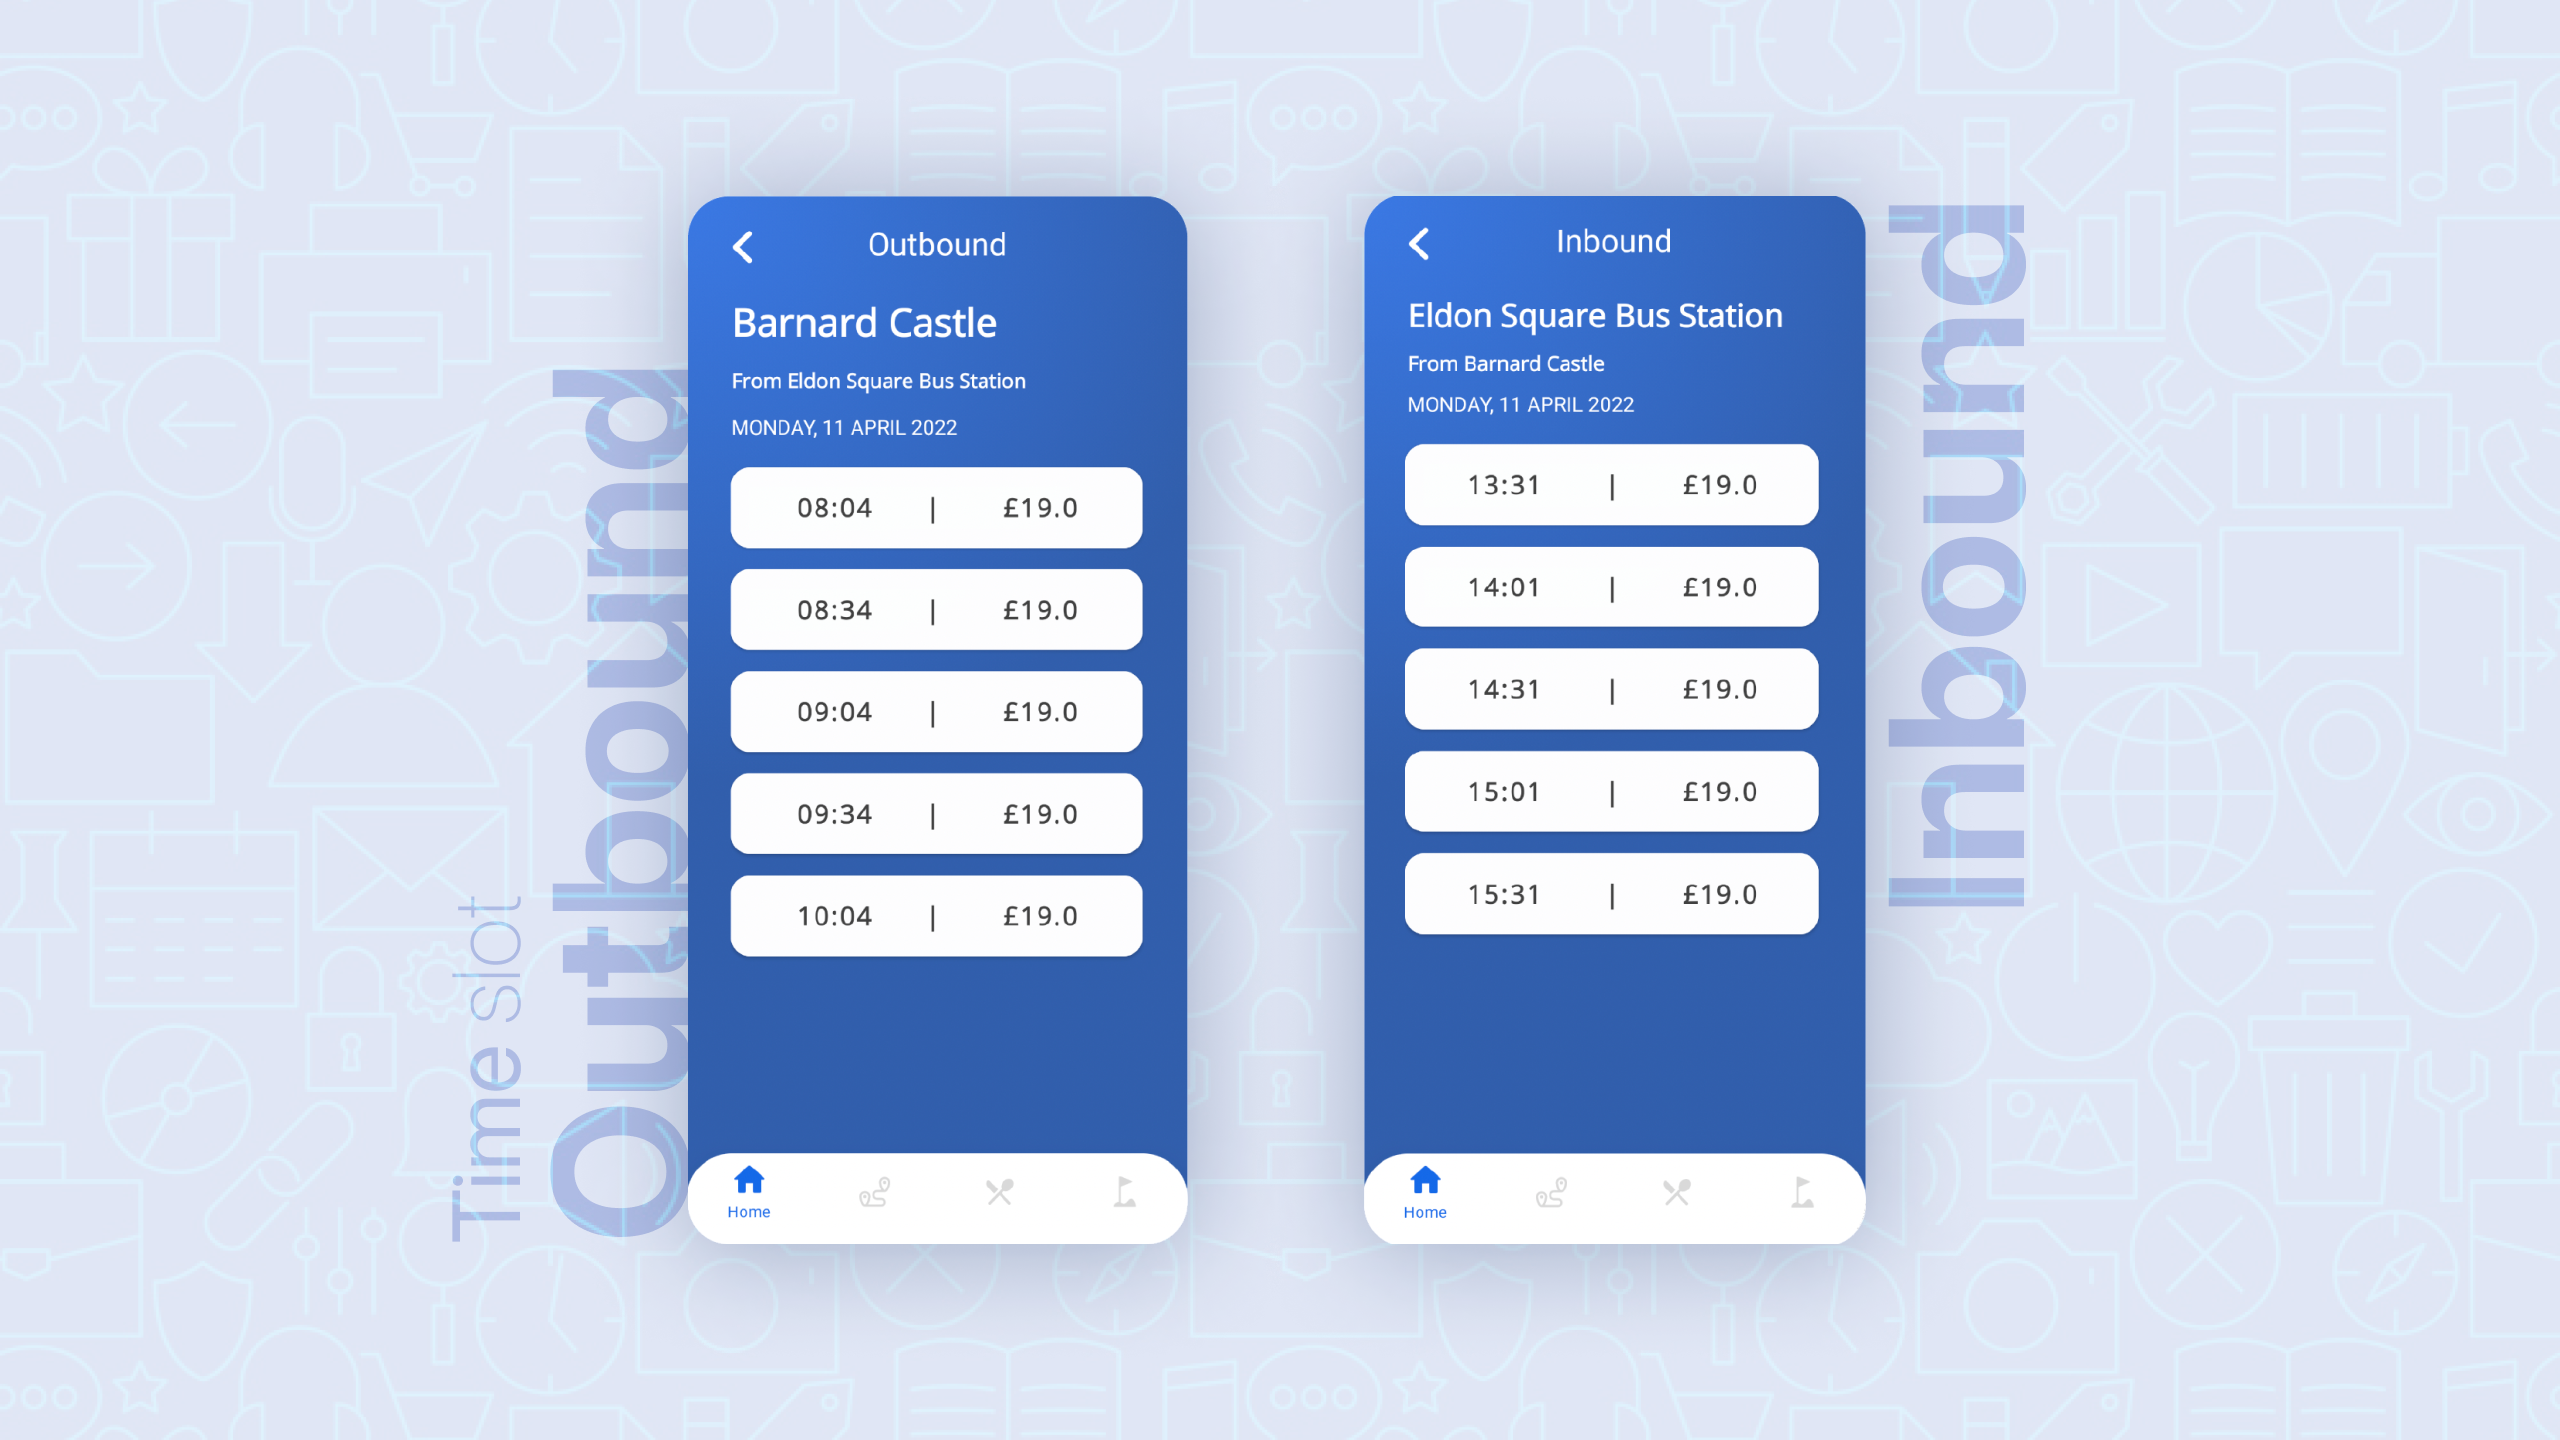 Time Slot
Outbound
Outbound
Barnard Castle
From Eldon Square Bus Station
MONDAY, 11 APRIL 2022
08:04 | £19.0
08:34 | £19.0
09:04 | £19.0
09:34 | £19.0
10:04 | £19.0
Home
Inbound
Eldon Square Bus Station
From Barnard Castle
MONDAY, 11 APRIL 2022
13:31 | £19.0
14:01 | £19.0
14:31 | £19.0
15:01 | £19.0
15:31 | £19.0
Home
Inbound